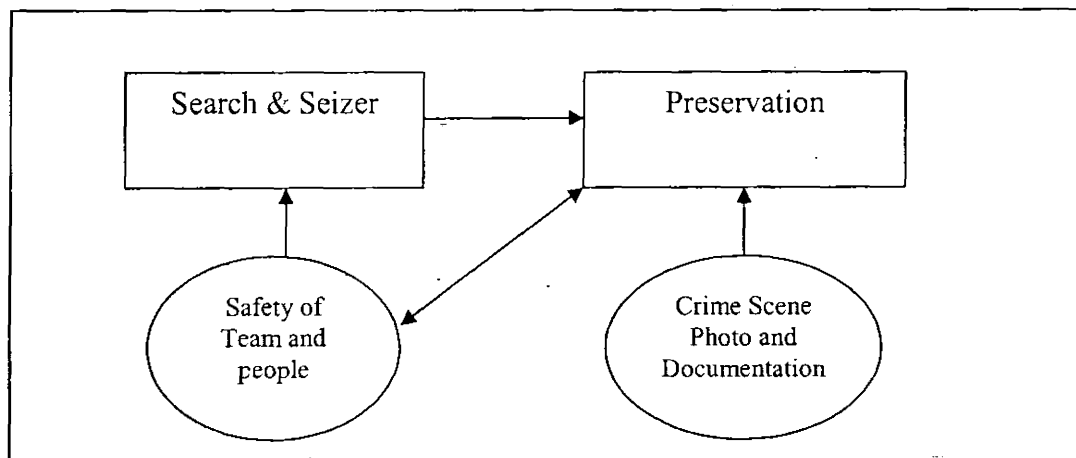 Search & Seizer
Preservation
Safety of
Team and
people
Crime Scene
Photo and
Documentation